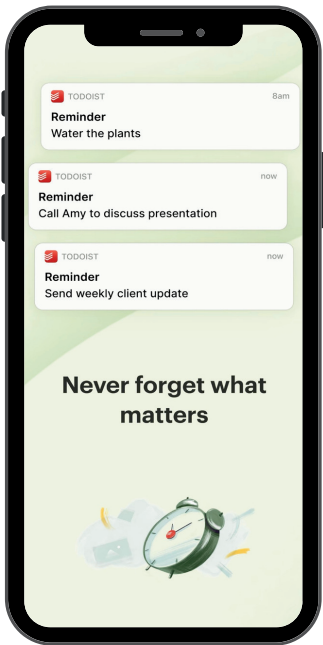 TODOIST 8am
Reminder
Water the plants
TODOIST now
Reminder
Call Amy to discuss presentation
TODOIST now
Reminder
Send weekly client update
Never forget what
matters